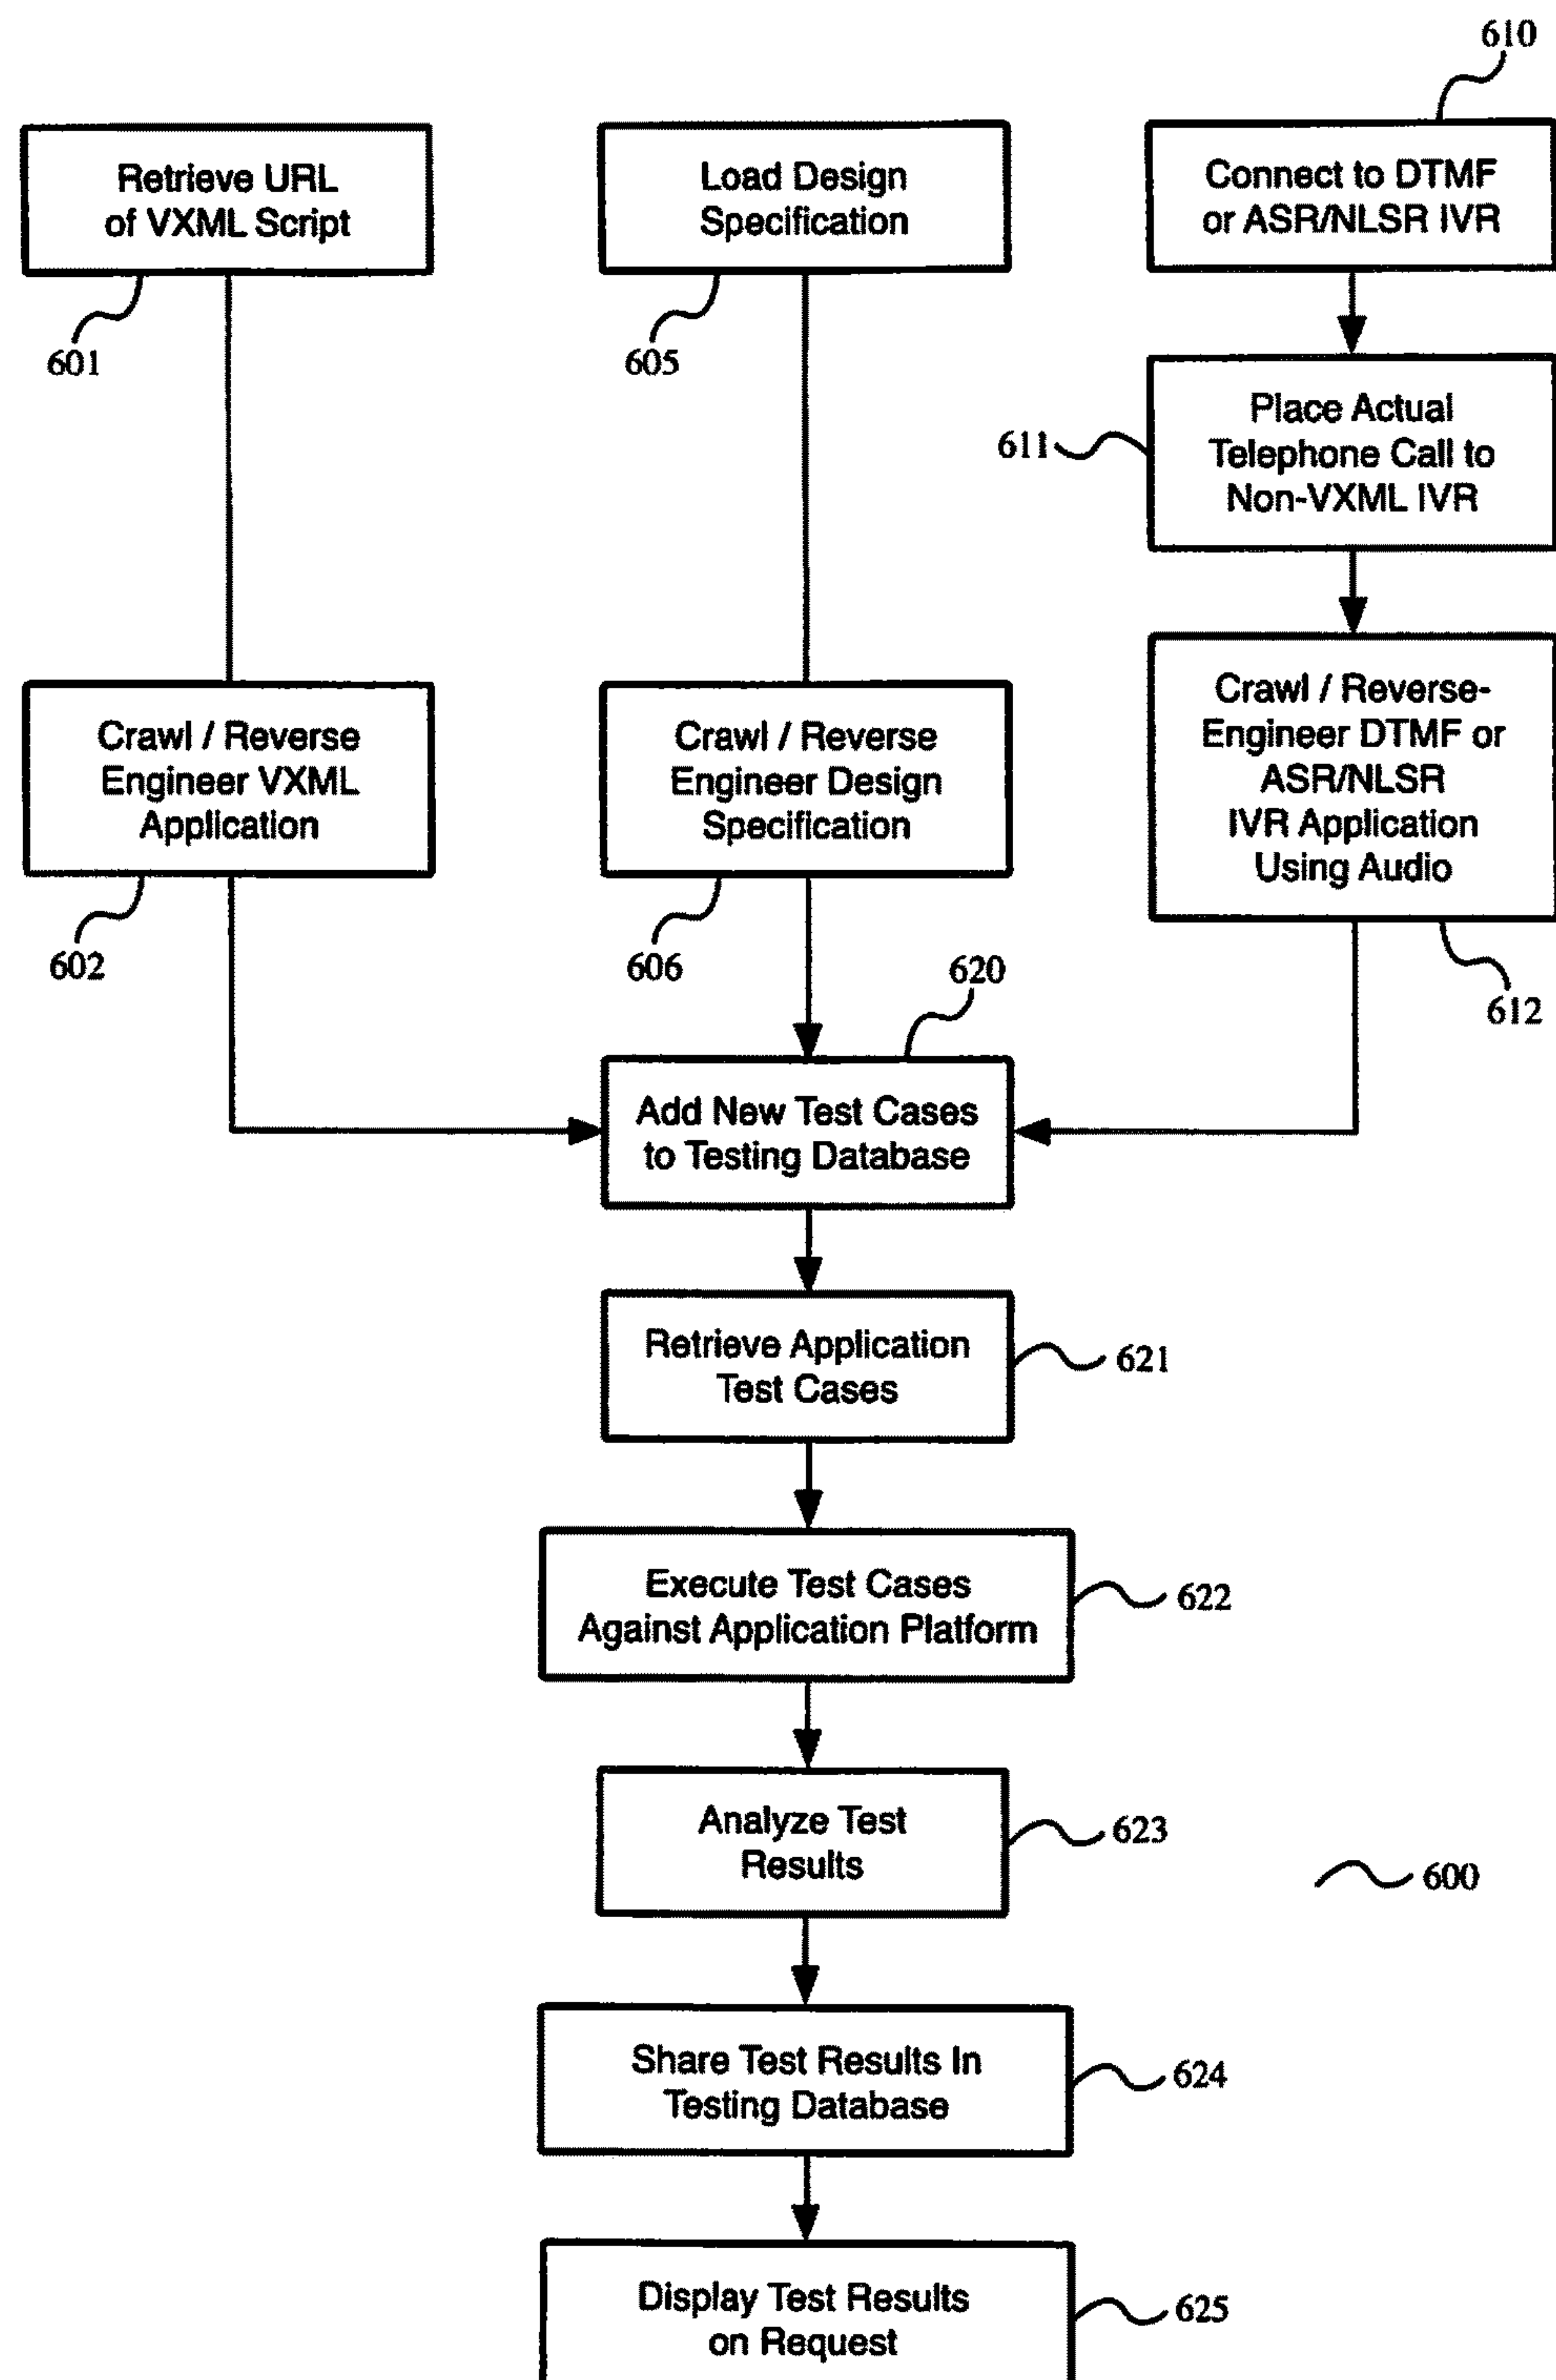 610
Retrieve URL
of VXML Script
601
Load Design
Specification
605
Connect to DTMF
or ASR/NLSR IVR
Place Actual
Telephone Call to
Non-VXML IVR
611
Crawl / Reverse
Engineer VXML
Application
602
Crawl / Reverse
Engineer Design
Specification
606
Crawl / Reverse-
Engineer DTMF or
ASR/NLSR
IVR Application
Using Audio
612
620
Add New Test Cases
to Testing Database
Retrieve Application
Test Cases
621
Execute Test Cases
Against Application Platform
622
Analyze Test
Results
623
600
Share Test Results In
Testing Database
624
Display Test Results
on Request
625